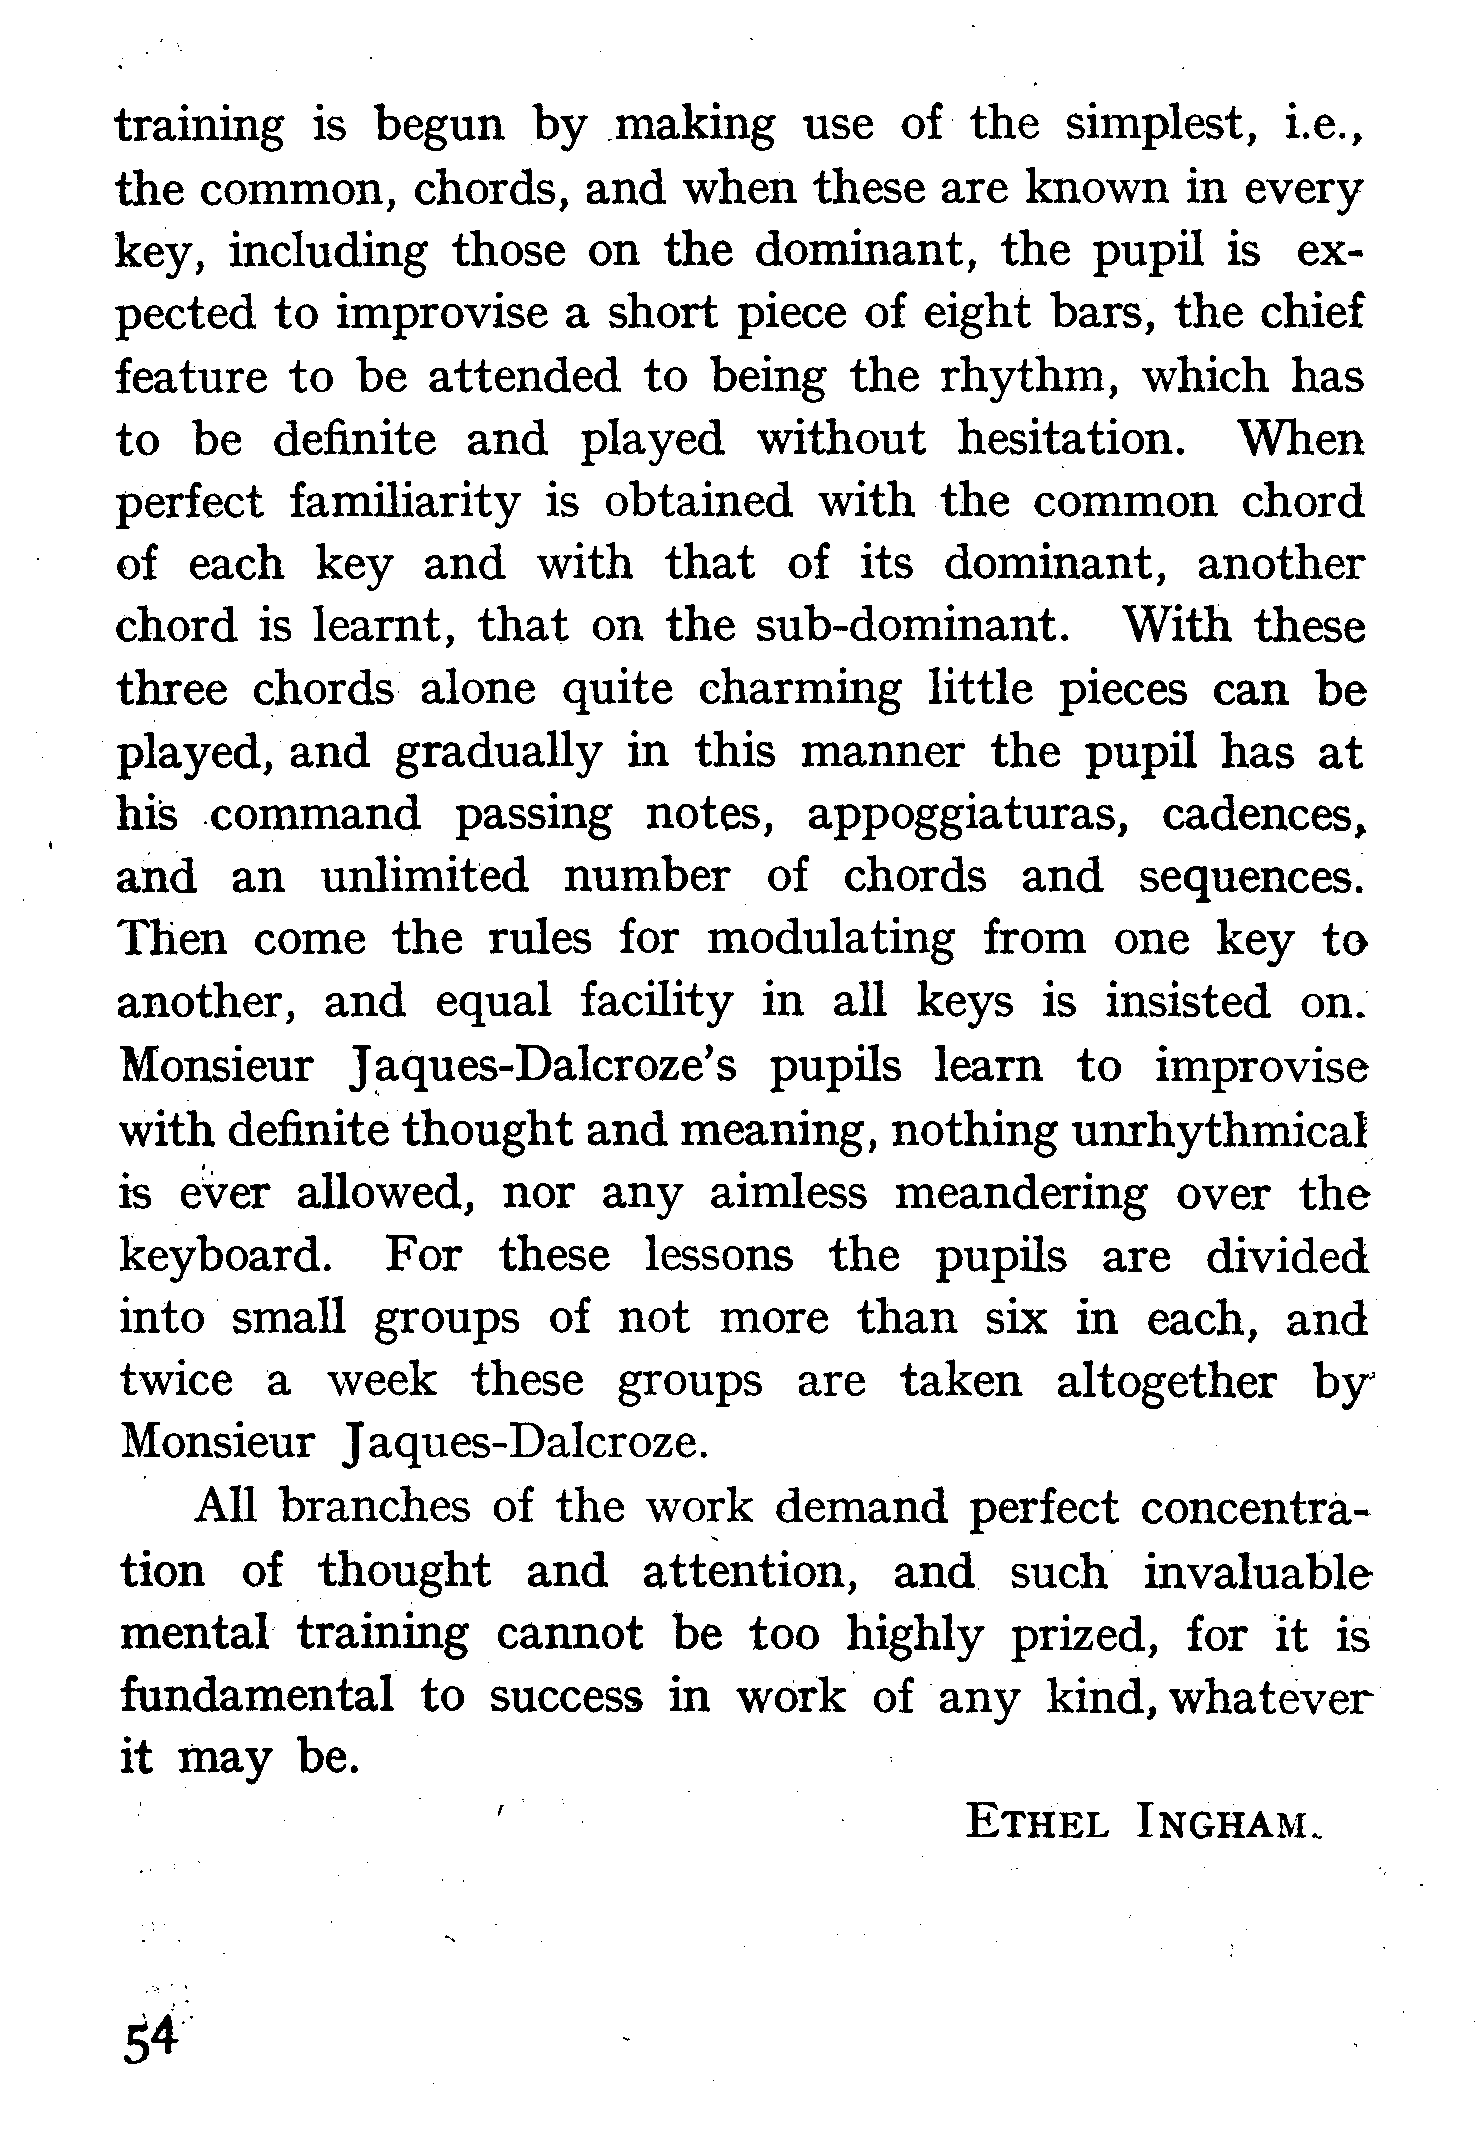 training is begun by making use of the simplest, i.e.,
the common, chords, and when these are known in every
key, including those on the dominant, the pupil is ex-
pected to improvise a short piece of eight bars, the chief
feature to be attended to being the rhythm, which has
to be definite and played without hesitation. When
perfect familiarity is obtained with the common chord
of each key and with that of its dominant, another
chord is learnt, that on the sub-dominant. With these
three chords alone quite charming little pieces can be
played, and gradually in this manner the pupil has at
his command passing notes, appoggiaturas, cadences,
and an unlimited number of chords and sequences.
Then come the rules for modulating from one key to
another, and equal facility in all keys is insisted on.
Monsieur Jaques-Dalcroze's pupils learn to improvise
with definite thought and meaning, nothing unrhythmical
is ever allowed, nor any aimless meandering over the
keyboard. For these lessons the pupils are divided
into small groups of not more than six in each, and
twice a week these groups are taken altogether by
Monsieur Jaques-Dalcroze.
All branches of the work demand perfect concentra-
tion of thought and attention, and such invaluable
mental training cannot be too highly prized, for it is
fundamental to success in work of any kind, whatever
it may be.
ETHEL INGHAM.
54